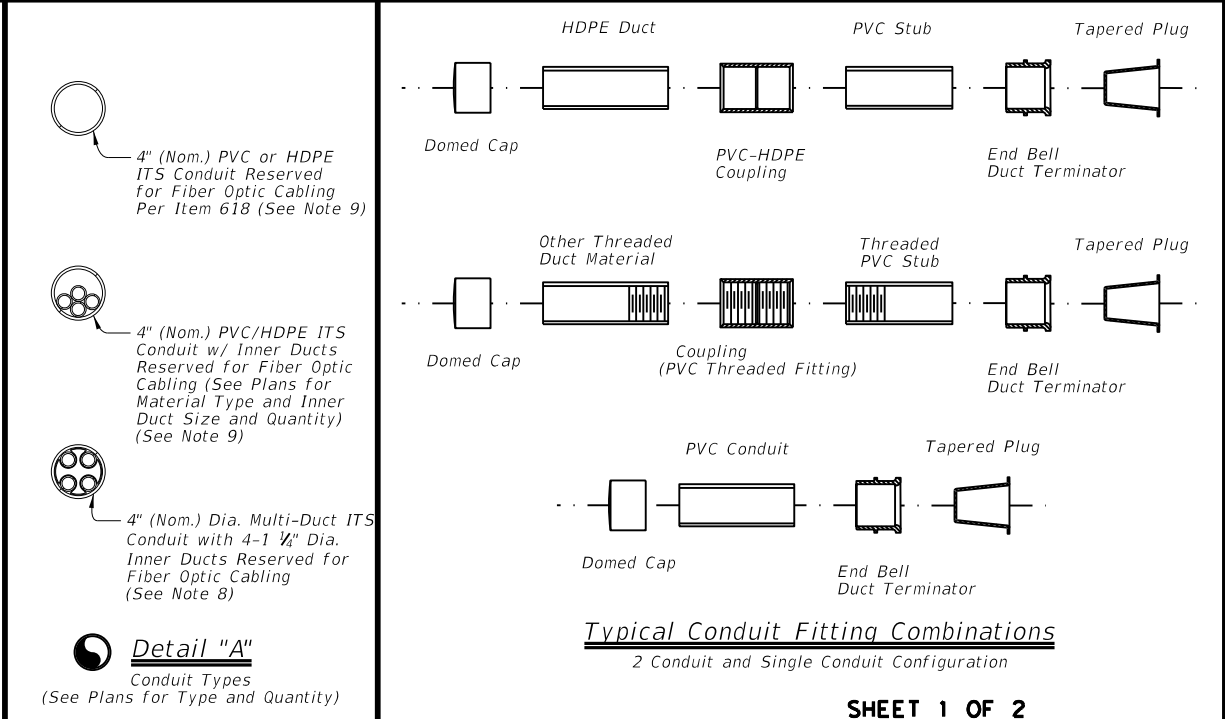 4" (Nom.) PVC or HDPE
ITS Conduit Reserved
for Fiber Optic Cabling
Per Item 618 (See Note 9)
4" (Nom.) PVC/HDPE ITS
Conduit w/ Inner Ducts
Reserved for Fiber Optic
Cabling (See Plans for
Material Type and Inner
Duct Size and Quantity)
(See Note 9)
4" (Nom.) Dia. Multi-Duct ITS
Conduit with 4-1 ¼" Dia.
Inner Ducts Reserved for
Fiber Optic Cabling
(See Note 8)
Detail "A"
Conduit Types
(See Plans for Type and Quantity)
HDPE Duct
PVC Stub
Tapered Plug
Domed Cap
PVC-HDPE
Coupling
End Bell
Duct Terminator
Other Threaded
Duct Material
Threaded
PVC Stub
Tapered Plug
Domed Cap
Coupling
(PVC Threaded Fitting)
End Bell
Duct Terminator
PVC Conduit
Tapered Plug
Domed Cap
End Bell
Duct Terminator
Typical Conduit Fitting Combinations
2 Conduit and Single Conduit Configuration
SHEET 1 OF 2